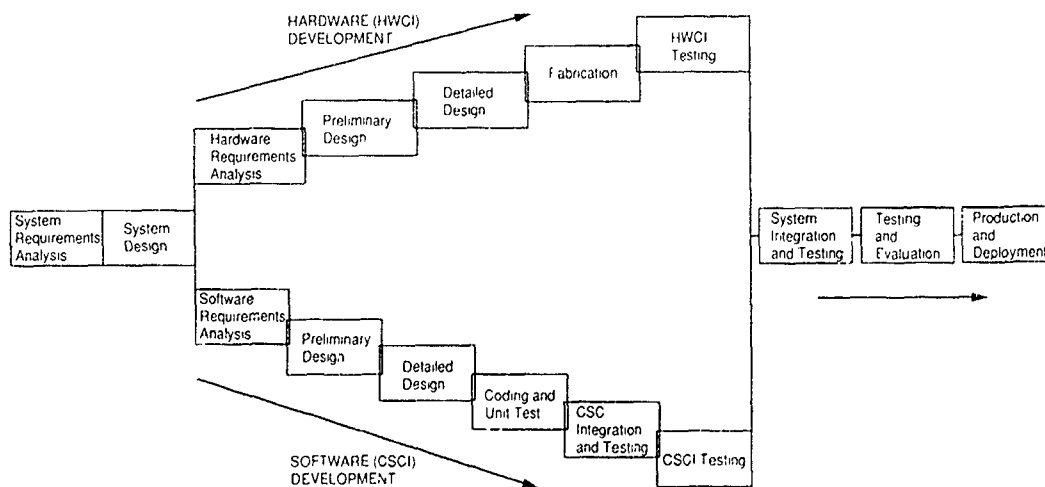 HARDWARE (HWCI)
DEVELOPMENT
HWCI
Testing
Fabrication
Detailed
Design
Preliminary
Design
Hardware
Requirements
Analysis
System
Requirements
Analysis
System
Design
System
Integration
and Testing
Testing
and
Evaluation
Production
and
Deployment
Software
Requirements
Analysis
Preliminary
Design
Detailed
Design
Coding and
Unit Test
CSC
Integration
and Testing
CSCI Testing
SOFTWARE (CSCI)
DEVELOPMENT